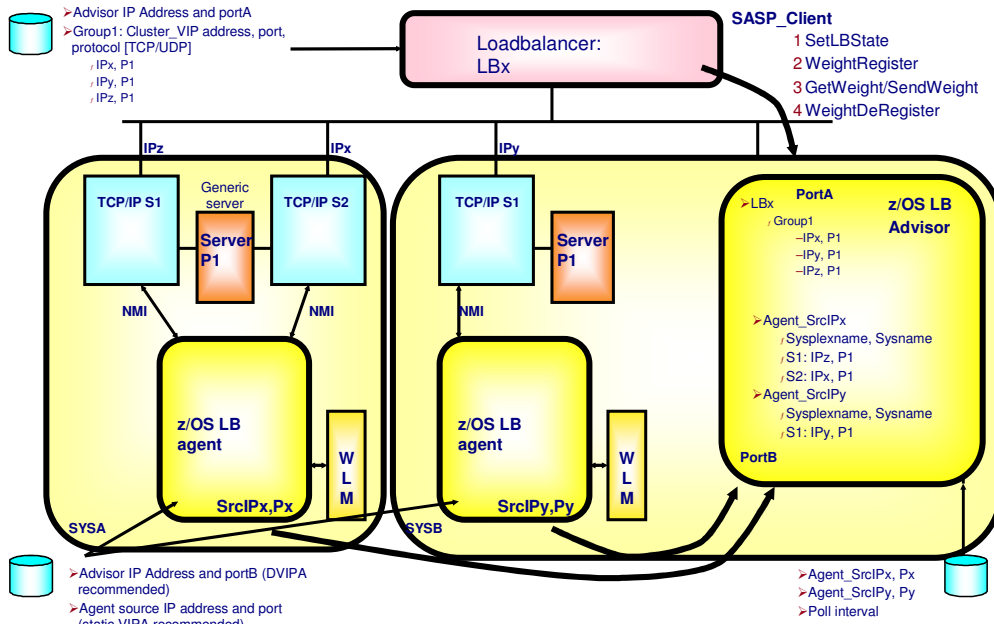 ➢Advisor IP Address and portA
➢Group1: Cluster_VIP address, port,
protocol [TCP/UDP]
ƒ IPx, P1
ƒ IPy, P1
ƒ IPz, P1
Loadbalancer:
LBx
SASP_Client
1 SetLBState
2 WeightRegister
3 GetWeight/SendWeight
4 WeightDeRegister
IPz
IPx
IPy
TCP/IP S1
Generic
server
TCP/IP S2
Server
P1
NMI
NMI
z/OS LB
agent
SrcIPx,Px
W
L
M
SYSA
TCP/IP S1
Server
P1
NMI
z/OS LB
agent
SrcIPy,Py
W
L
M
SYSB
PortA
z/OS LB
Advisor
➢LBx
ƒ Group1
–IPx, P1
–IPy, P1
–IPz, P1
➢Agent_SrcIPx
ƒ Sysplexname, Sysname
ƒ S1: IPz, P1
ƒ S2: IPx, P1
➢Agent_SrcIPy
ƒ Sysplexname, Sysname
ƒ S1: IPy, P1
PortB
➢Advisor IP Address and portB (DVIPA
recommended)
➢Agent source IP address and port
(static VIPA recommended)
➢Agent_SrcIPx, Px
➢Agent_SrcIPy, Py
➢Poll interval